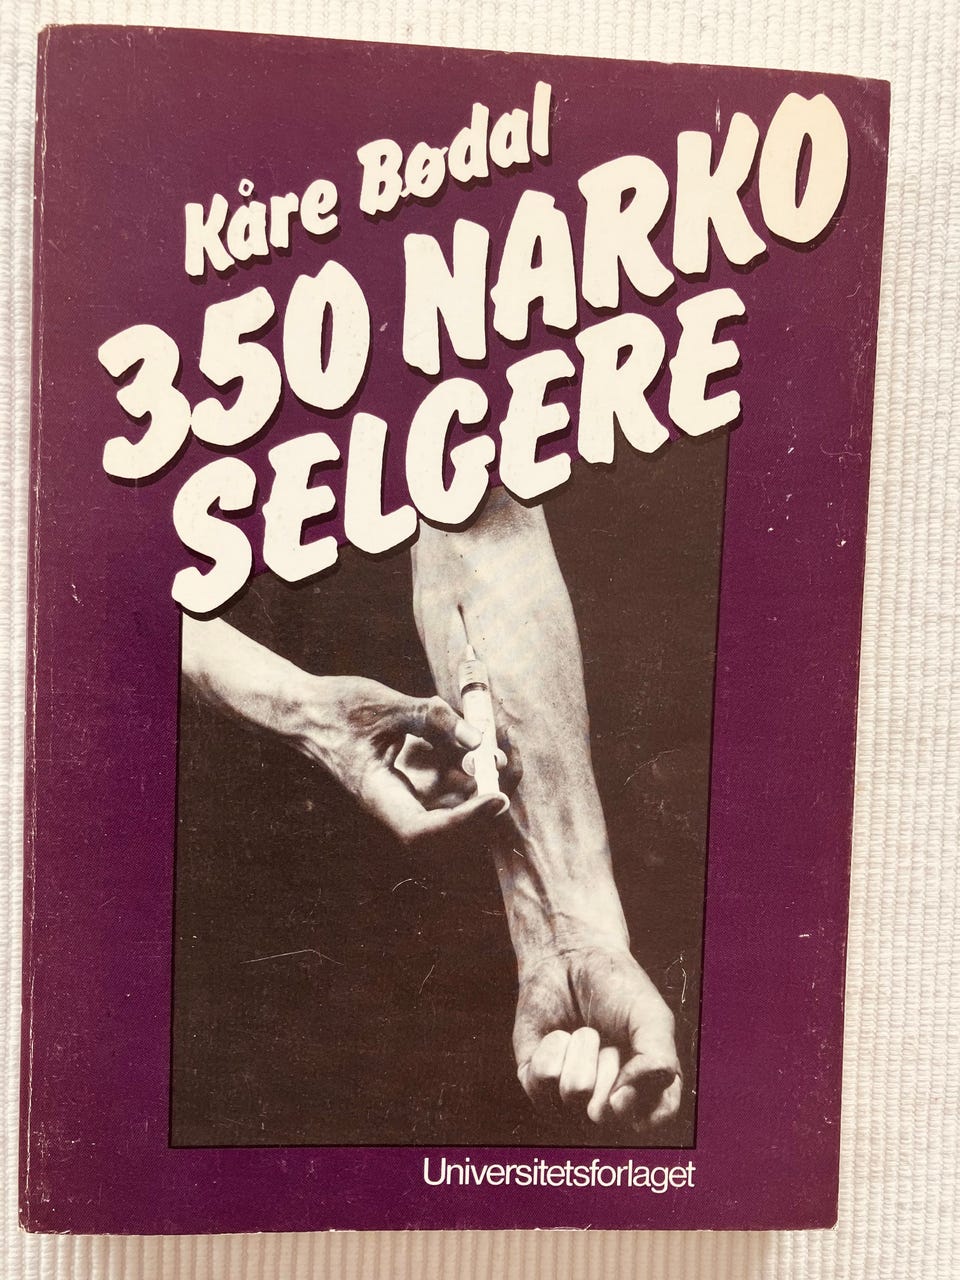 Kåre Bødal
350 NARKO
SELGERE
Universitetsforlaget